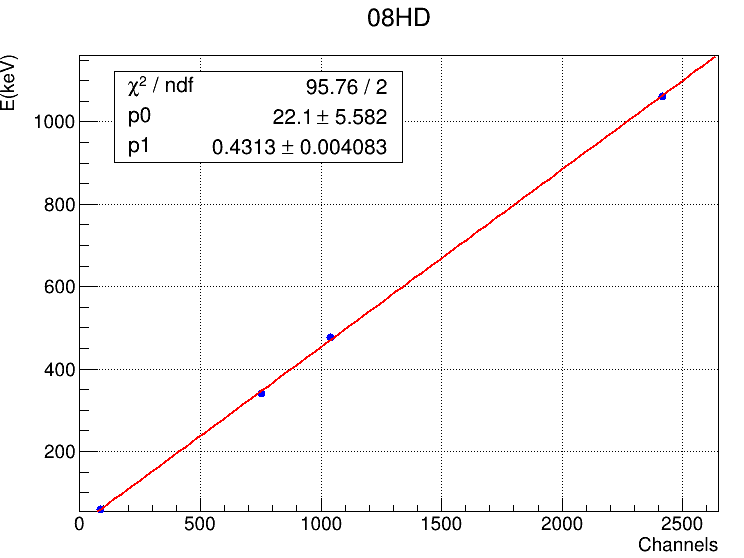 08HD
E(keV)
χ² / ndf 95.76 / 2
p0 22.1 ± 5.582
p1 0.4313 ± 0.004083
1000
800
600
400
200
0 500 1000 1500 2000 2500
Channels